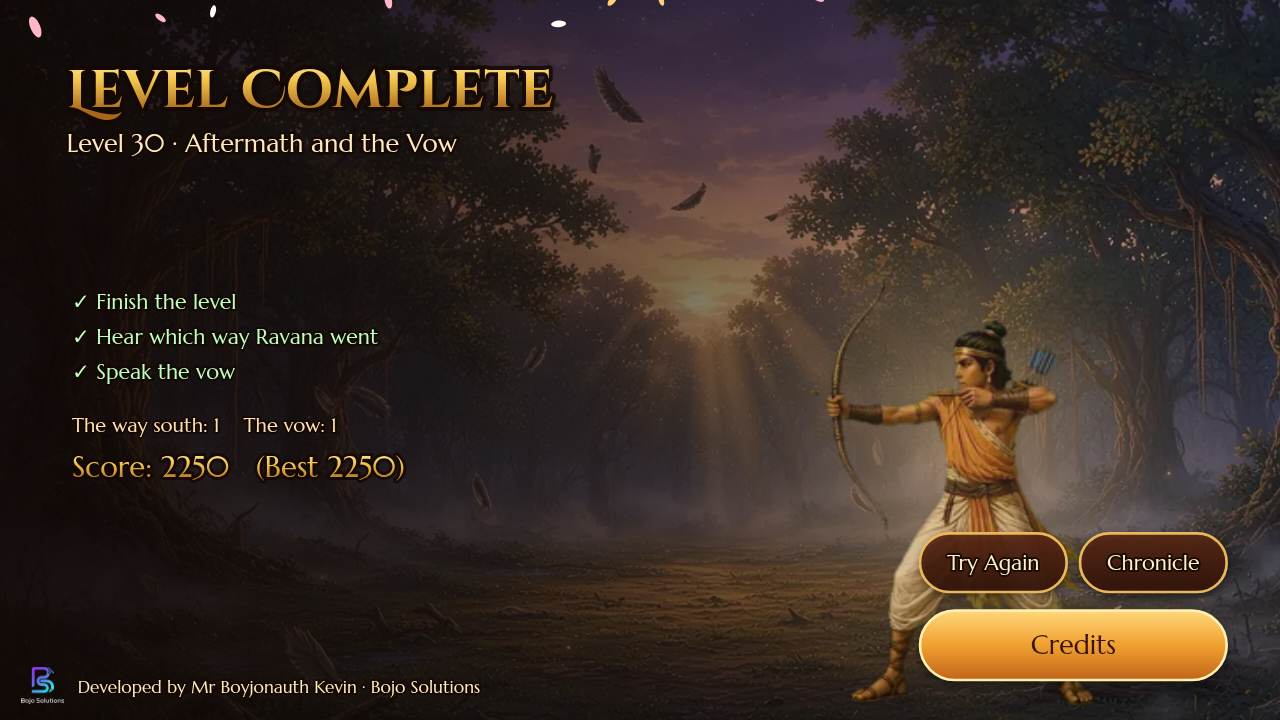 LEVEL COMPLETE
Level 30 · Aftermath and the Vow
✓ Finish the level
✓ Hear which way Ravana went
✓ Speak the vow
The way south: 1 The vow: 1
Score: 2250 (Best 2250)
Try Again
Chronicle
Credits
Bojo Solutions
Developed by Mr Boyjonauth Kevin · Bojo Solutions